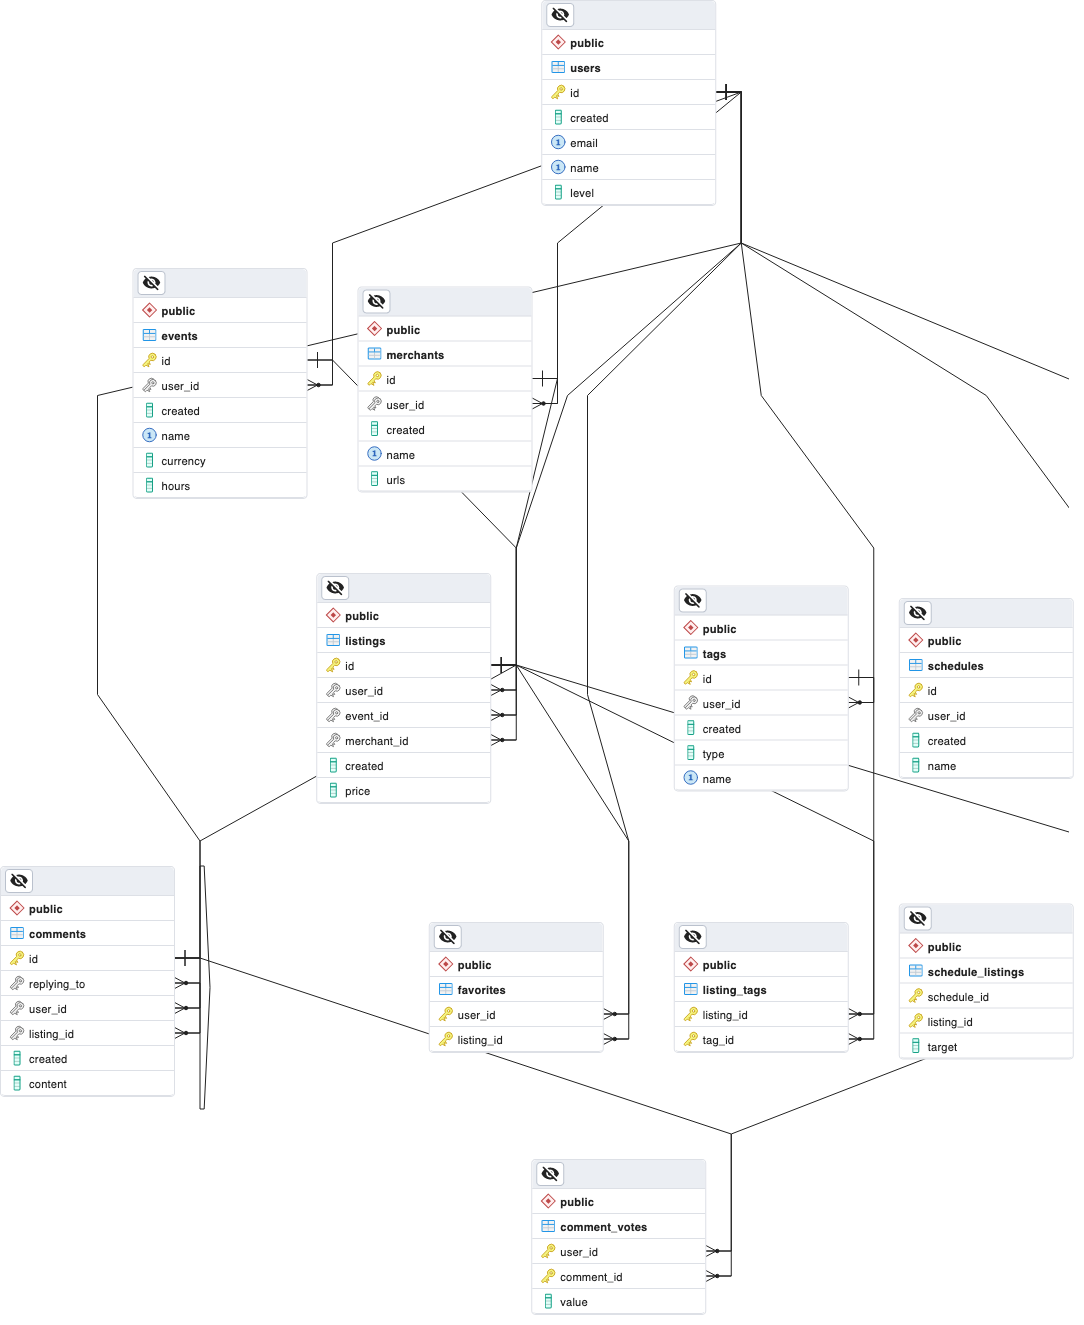 public
users
id
created
email
name
level
public
events
id
user_id
created
name
currency
hours
public
merchants
id
user_id
created
name
urls
public
listings
id
user_id
event_id
merchant_id
created
price
public
tags
id
user_id
created
type
name
public
schedules
id
user_id
created
name
public
comments
id
replying_to
user_id
listing_id
created
content
public
favorites
user_id
listing_id
public
listing_tags
listing_id
tag_id
public
schedule_listings
schedule_id
listing_id
target
public
comment_votes
user_id
comment_id
value